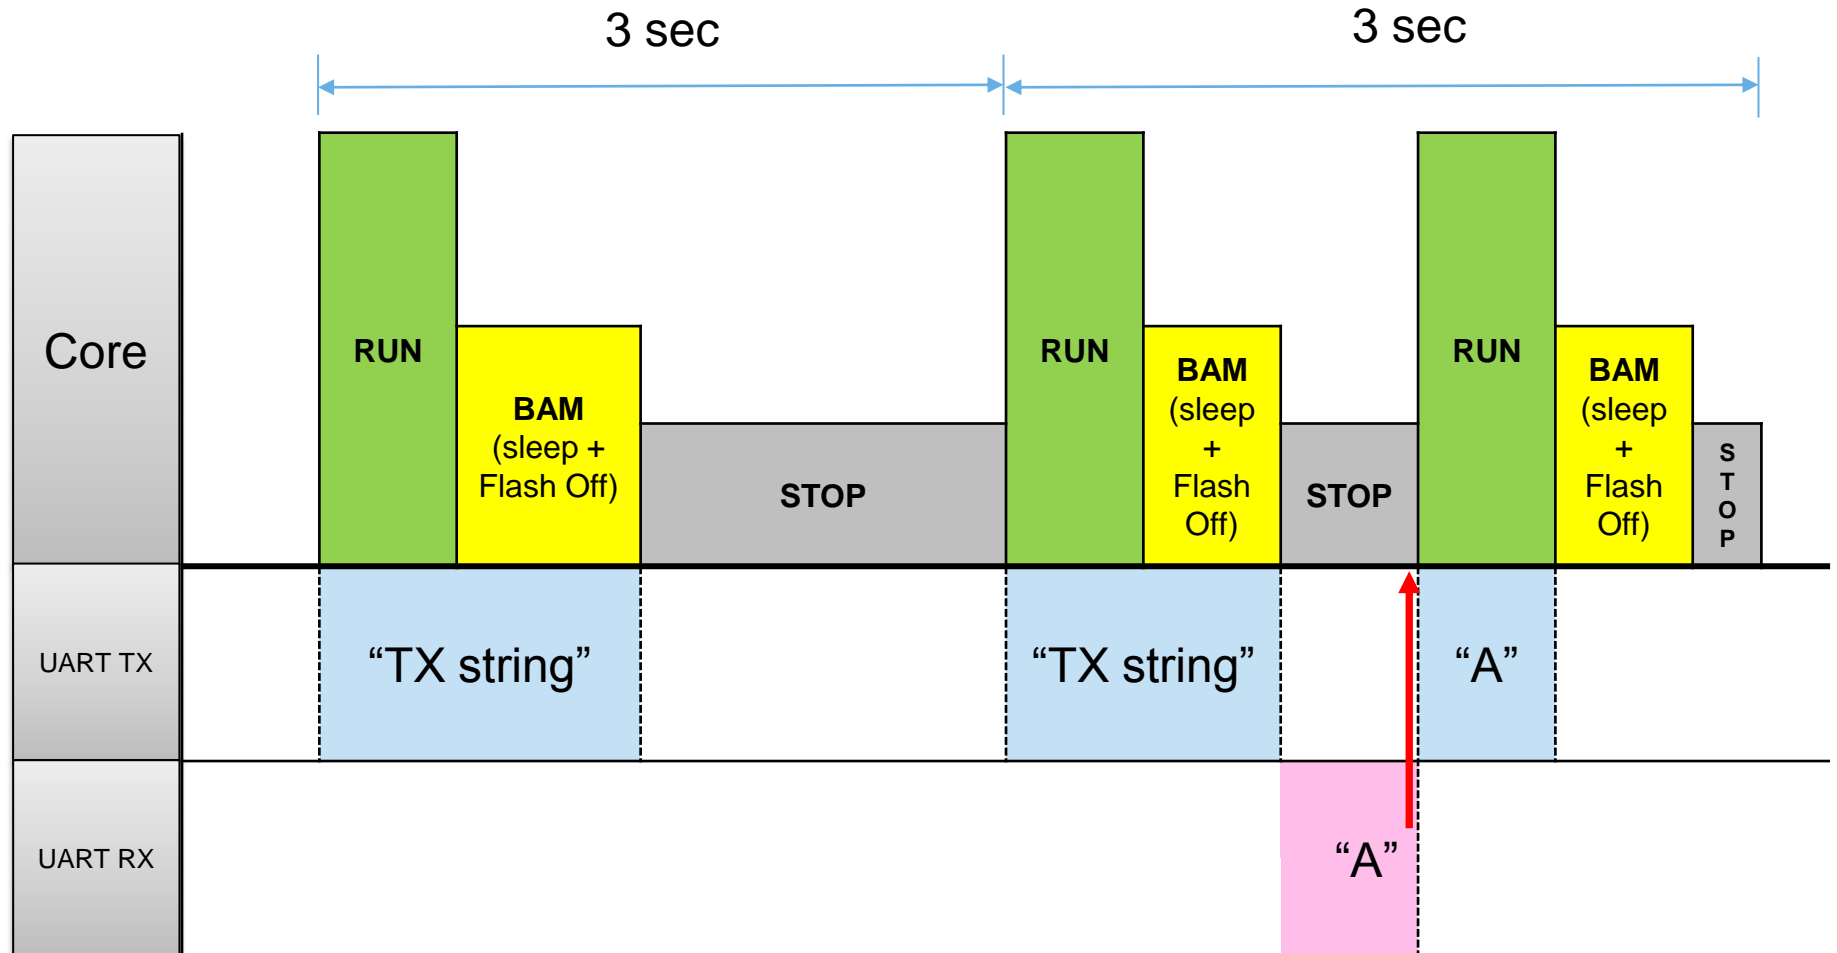 3 sec
3 sec
Core
RUN
BAM
(sleep +
Flash Off)
STOP
RUN
BAM
(sleep
+
Flash
Off)
STOP
RUN
BAM
(sleep
+
Flash
Off)
S
T
O
P
UART TX
“TX string”
“TX string”
“A”
UART RX
“A”